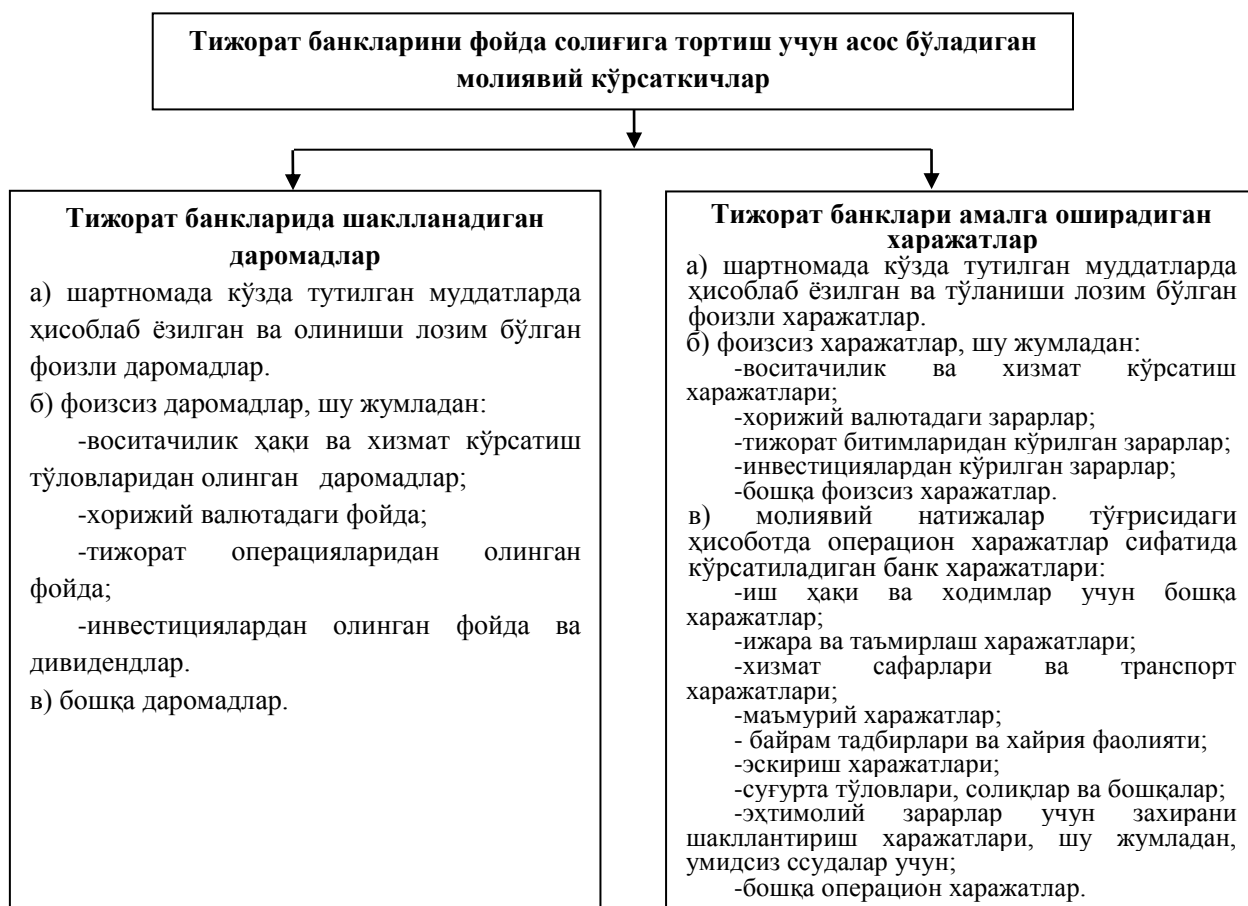 Тижорат банкларини фойда солиғига тортиш учун асос бўладиган
молиявий кўрсаткичлар
Тижорат банкларида шаклланадиган
даромадлар
а) шартномада кўзда тутилган муддатларда
ҳисоблаб ёзилган ва олиниши лозим бўлган
фоизли даромадлар.
б) фоизсиз даромадлар, шу жумладан:
-воситачилик ҳақи ва хизмат кўрсатиш
тўловларидан олинган даромадлар;
-хорижий валютадаги фойда;
-тижорат операцияларидан олинган
фойда;
-инвестициялардан олинган фойда ва
дивидендлар.
в) бошқа даромадлар.
Тижорат банклари амалга оширадиган
харажатлар
а) шартномада кўзда тутилган муддатларда
ҳисоблаб ёзилган ва тўланиши лозим бўлган
фоизли харажатлар.
б) фоизсиз харажатлар, шу жумладан:
-воситачилик ва хизмат кўрсатиш
харажатлари;
-хорижий валютадаги зарарлар;
-тижорат битимларидан кўрилган зарарлар;
-инвестициялардан кўрилган зарарлар;
-бошқа фоизсиз харажатлар.
в) молиявий натижалар тўғрисидаги
ҳисоботда операцион харажатлар сифатида
кўрсатиладиган банк харажатлари:
-иш ҳақи ва ходимлар учун бошқа
харажатлар;
-ижара ва таъмирлаш харажатлари;
-хизмат сафарлари ва транспорт
харажатлари;
-маъмурий харажатлар;
- байрам тадбирлари ва хайрия фаолияти;
-эскириш харажатлари;
-суғурта тўловлари, солиқлар ва бошқалар;
-эҳтимолий зарарлар учун захирани
шакллантириш харажатлари, шу жумладан,
умидсиз ссудалар учун;
-бошқа операцион харажатлар.